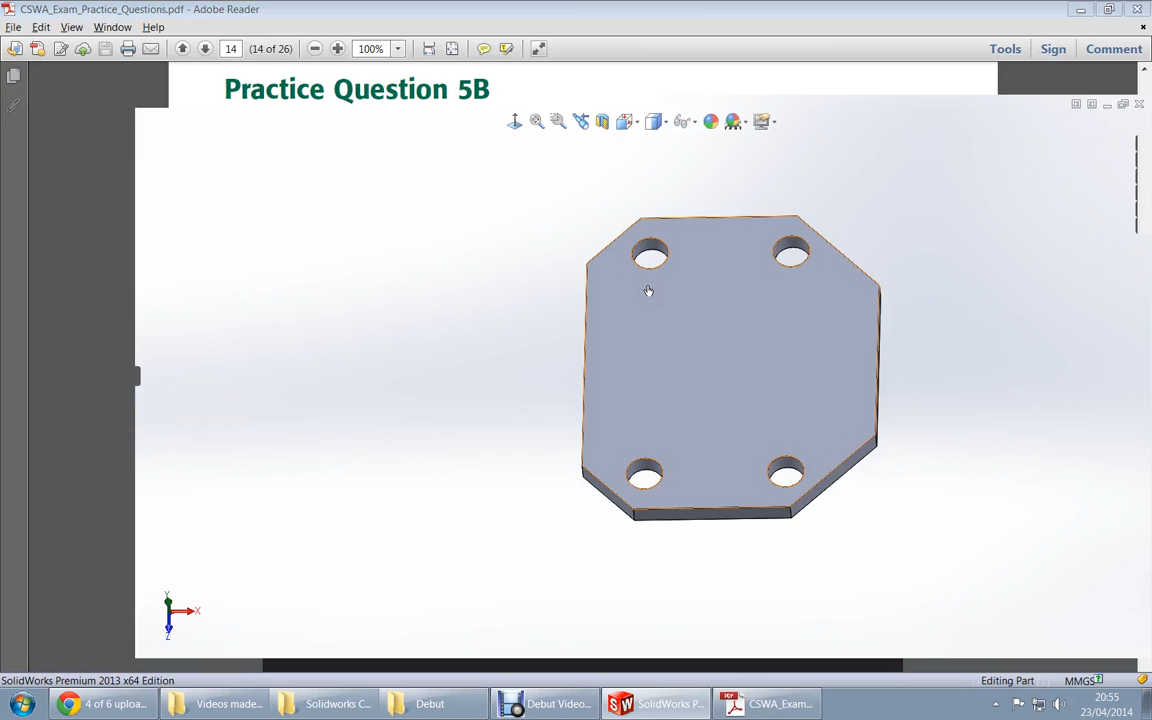 CSWA_Exam_Practice_Questions.pdf - Adobe Reader
File Edit View Window Help
14 (14 of 26) 100% Tools Sign Comment
Practice Question 5B
Y
X
Z
SolidWorks Premium 2013 x64 Edition Editing Part MMGS
4 of 6 uploa... Videos made... Solidworks C... Debut Debut Video... SolidWorks P... CSWA_Exam... 20:55
23/04/2014